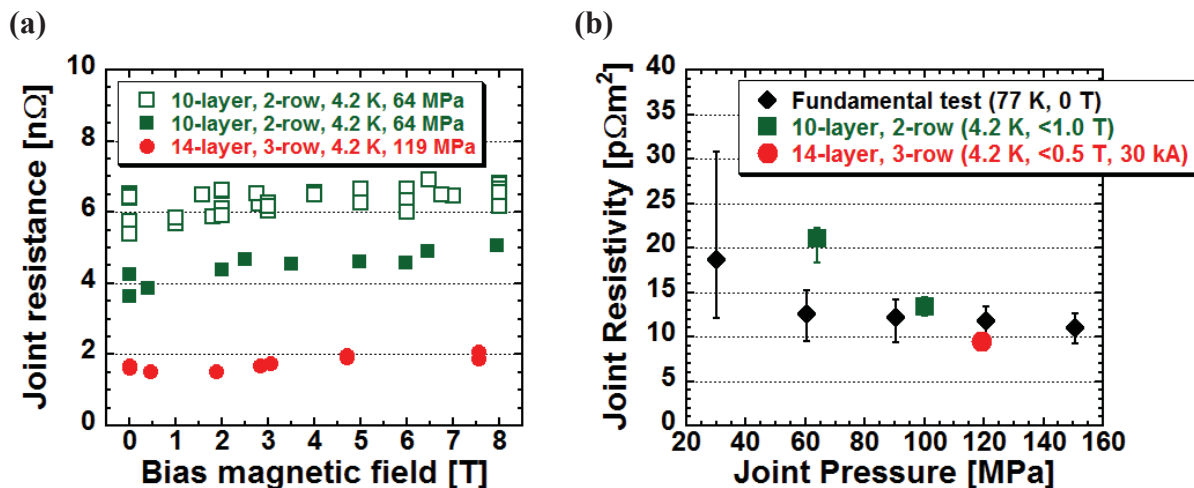 (a)
Joint resistance [nΩ]
10
8
6
4
2
0
10-layer, 2-row, 4.2 K, 64 MPa
10-layer, 2-row, 4.2 K, 64 MPa
14-layer, 3-row, 4.2 K, 119 MPa
0 1 2 3 4 5 6 7 8
Bias magnetic field [T]
(b)
Joint Resistivity [pΩm2]
40
35
30
25
20
15
10
5
0
Fundamental test (77 K, 0 T)
10-layer, 2-row (4.2 K, <1.0 T)
14-layer, 3-row (4.2 K, <0.5 T, 30 kA)
20 40 60 80 100 120 140 160
Joint Pressure [MPa]